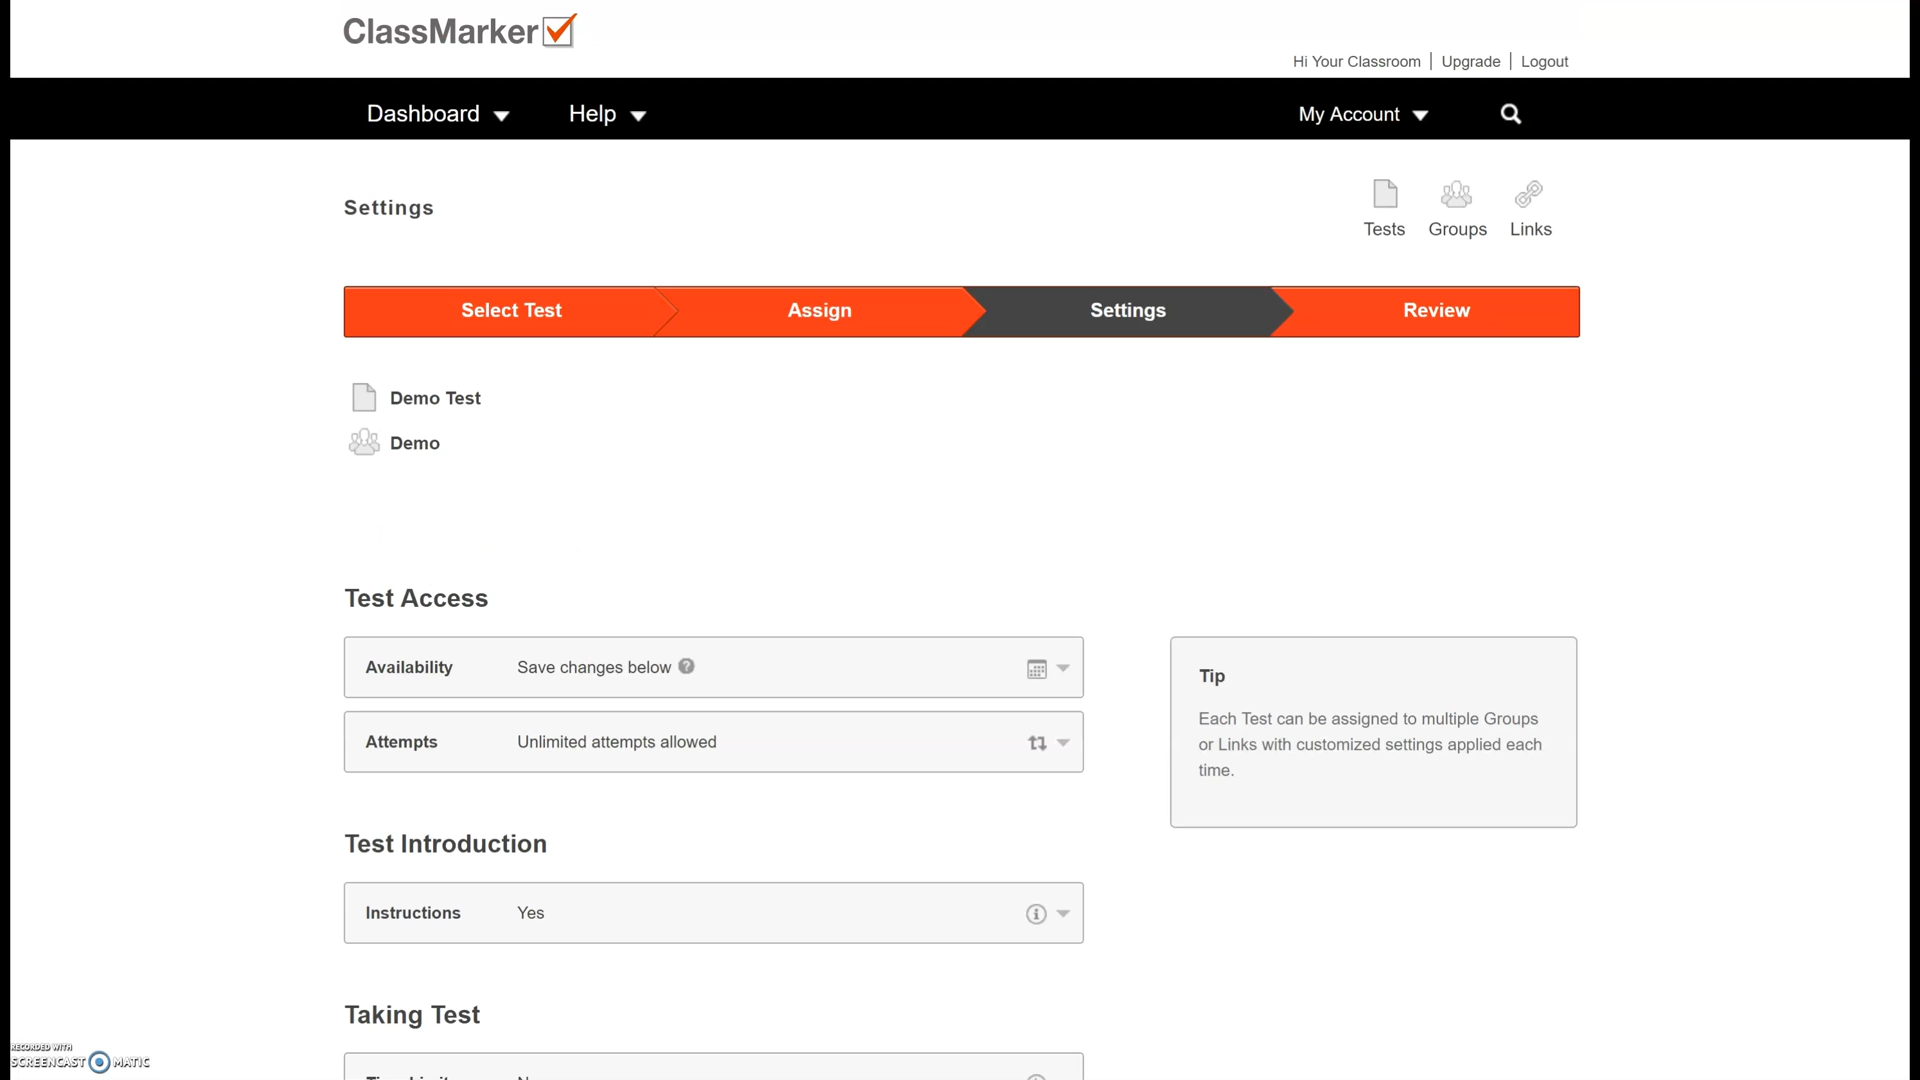 ClassMarker
Hi Your Classroom | Upgrade | Logout
Dashboard Help My Account
Settings
Tests Groups Links
Select Test Assign Settings Review
Demo Test
Demo
Test Access
Availability Save changes below ?
Attempts Unlimited attempts allowed
Tip
Each Test can be assigned to multiple Groups
or Links with customized settings applied each
time.
Test Introduction
Instructions Yes
Taking Test
RECORDED WITH
SCREENCAST MATIC